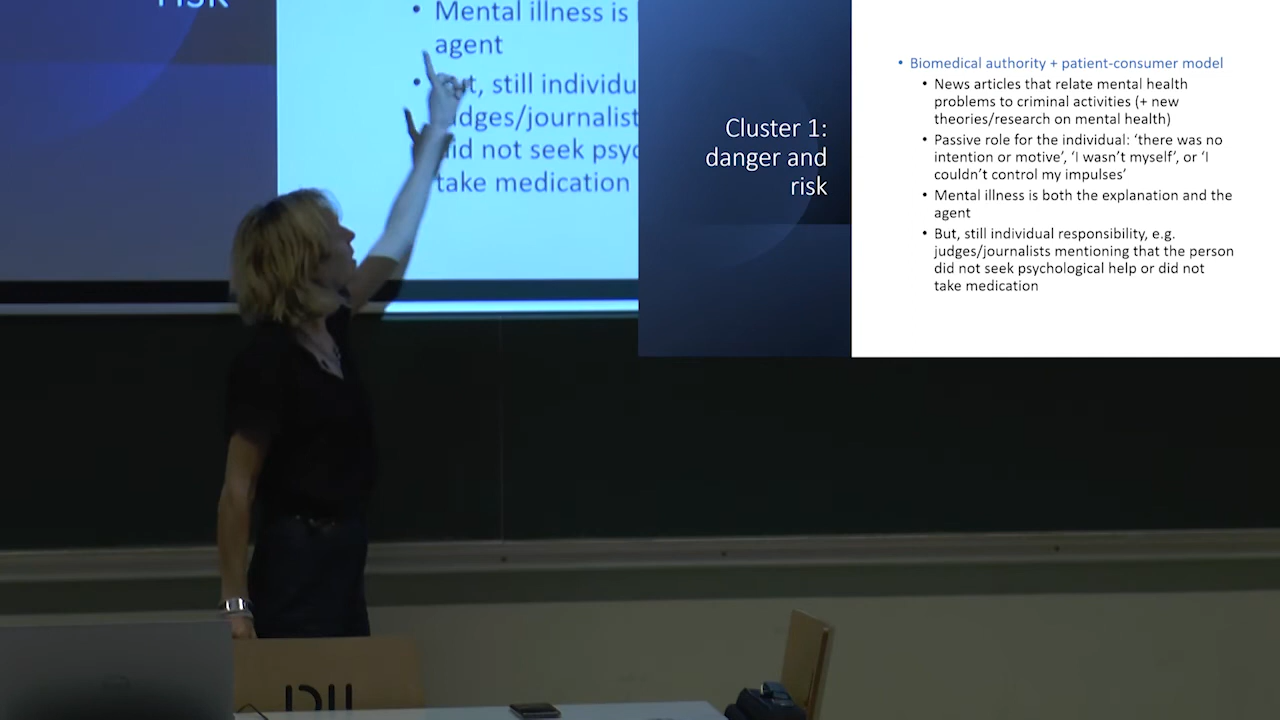 RISK
• Mental illness is
agent
• But, still individu
judges/journalist
did not seek psyc
take medication
Cluster 1:
danger and
risk
• Biomedical authority + patient-consumer model
• News articles that relate mental health
problems to criminal activities (+ new
theories/research on mental health)
• Passive role for the individual: ‘there was no
intention or motive’, ‘I wasn’t myself’, or ‘I
couldn’t control my impulses’
• Mental illness is both the explanation and the
agent
• But, still individual responsibility, e.g.
judges/journalists mentioning that the person
did not seek psychological help or did not
take medication